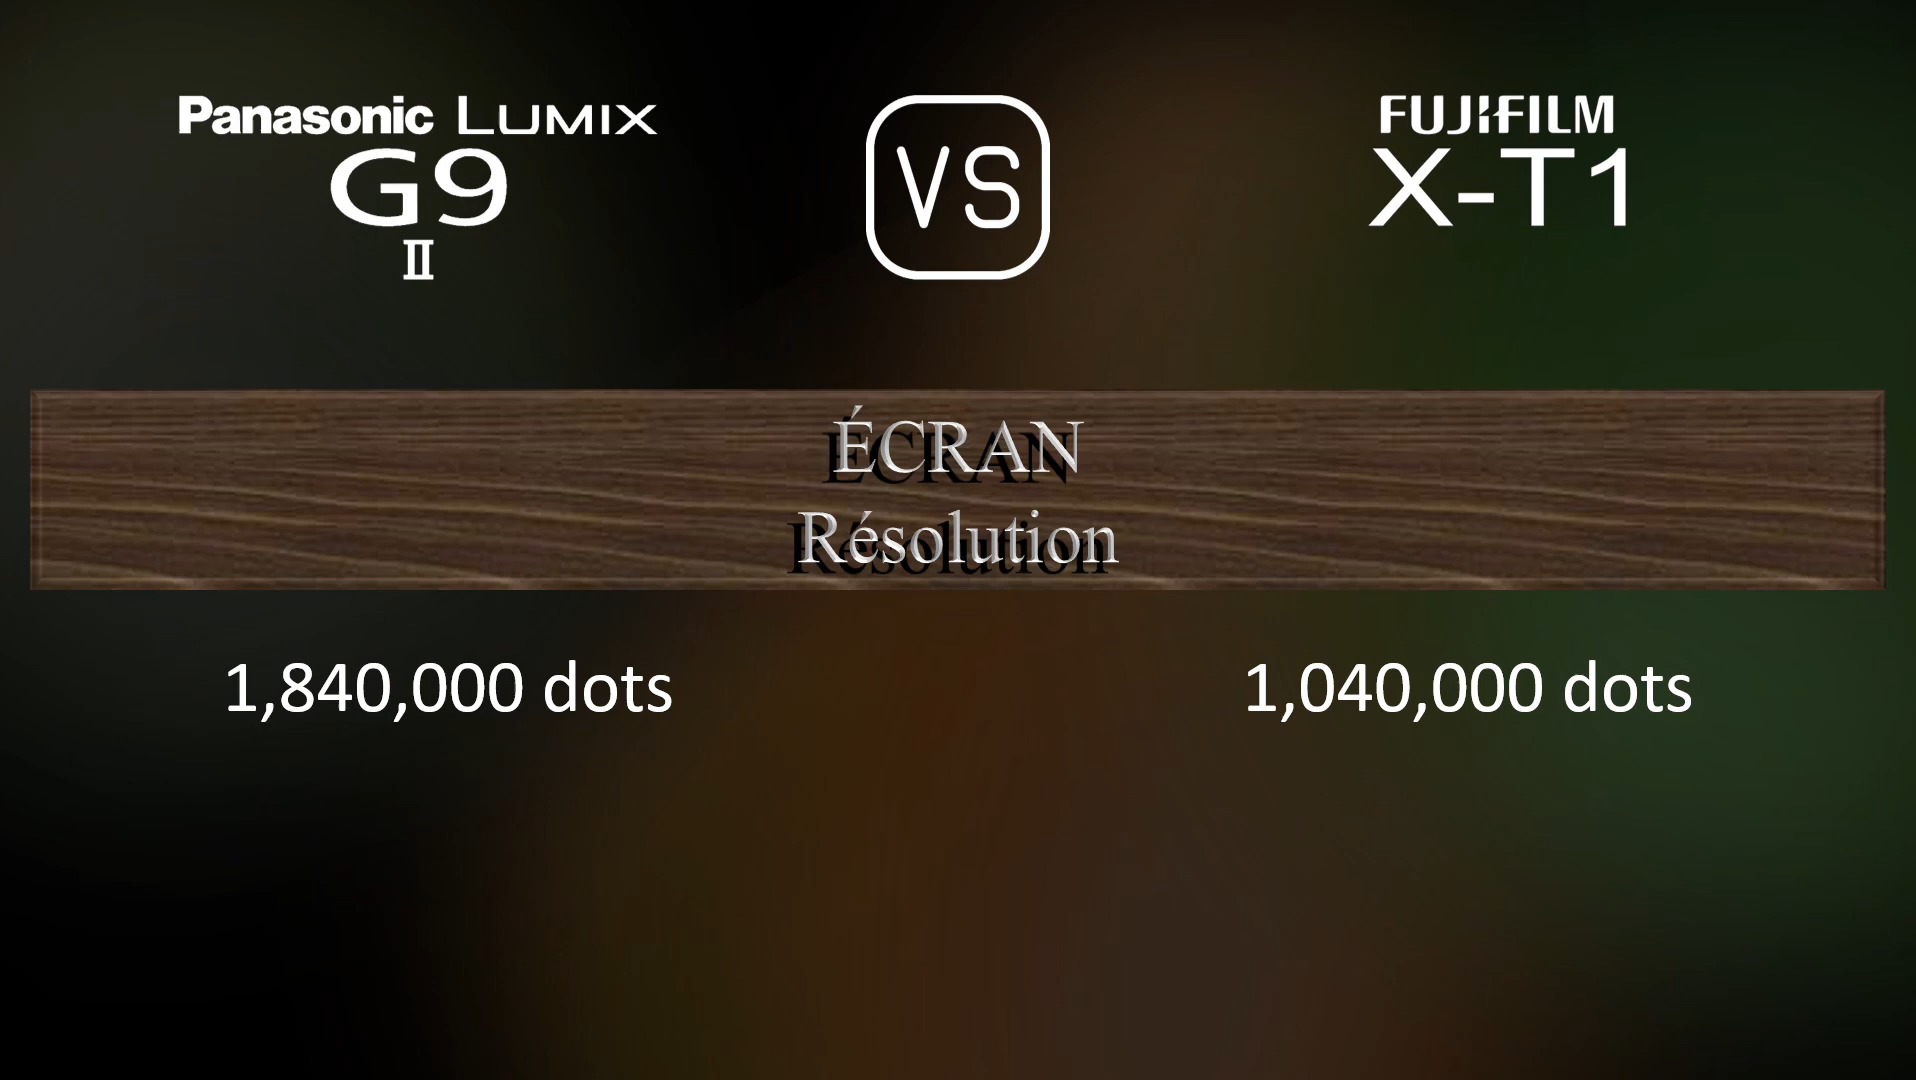 Panasonic LUMIX
G9
II
VS
FUJIFILM
X-T1
ÉCRAN
Résolution
1,840,000 dots
1,040,000 dots